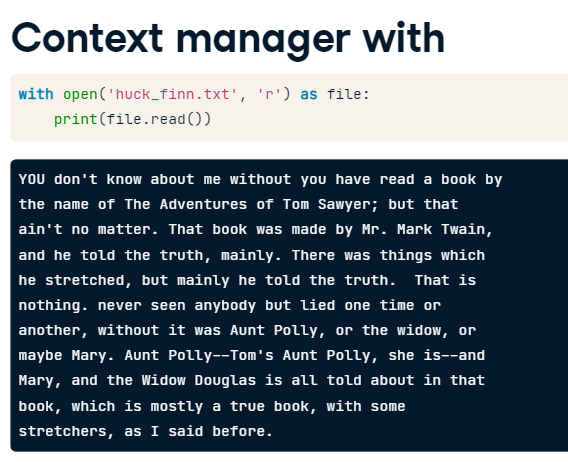 Context manager with
with open('huck_finn.txt', 'r') as file:
    print(file.read())
YOU don't know about me without you have read a book by
the name of The Adventures of Tom Sawyer; but that
ain't no matter. That book was made by Mr. Mark Twain,
and he told the truth, mainly. There was things which
he stretched, but mainly he told the truth.  That is
nothing. never seen anybody but lied one time or
another, without it was Aunt Polly, or the widow, or
maybe Mary. Aunt Polly--Tom's Aunt Polly, she is--and
Mary, and the Widow Douglas is all told about in that
book, which is mostly a true book, with some
stretchers, as I said before.